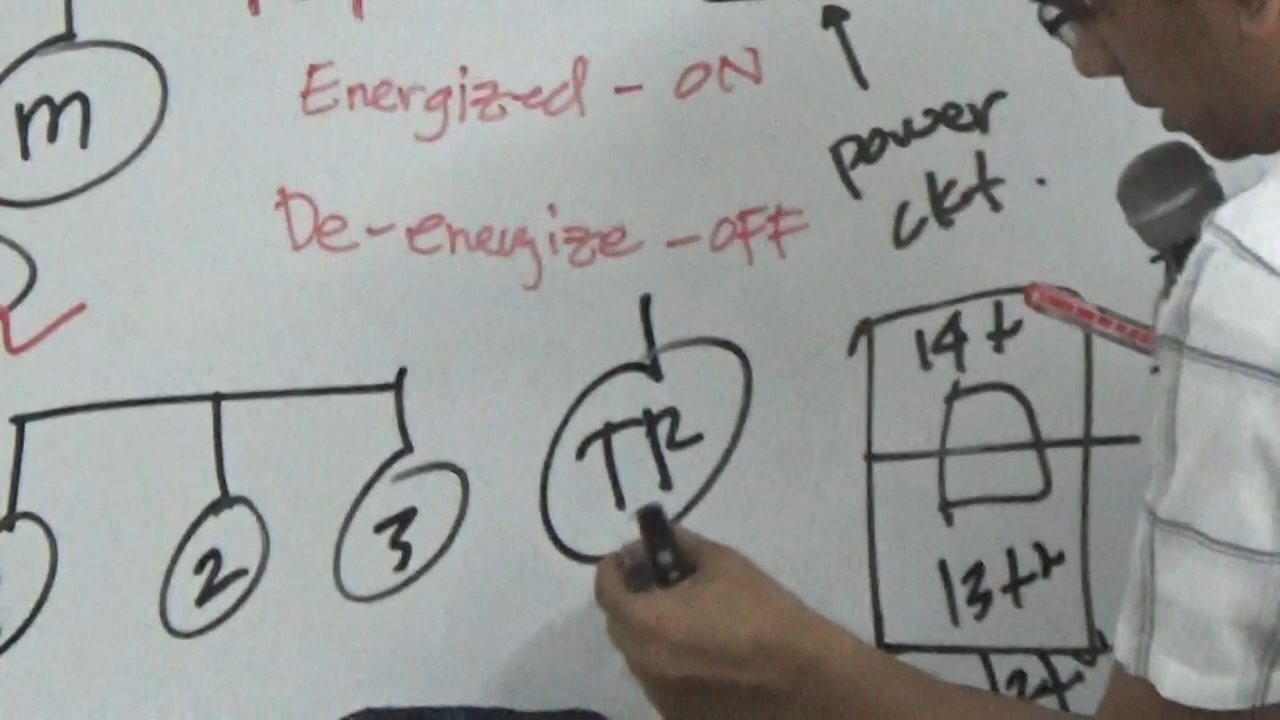 m
Energized - ON
power
ckt.
De-energize - OFF
14
TR
2
3
13